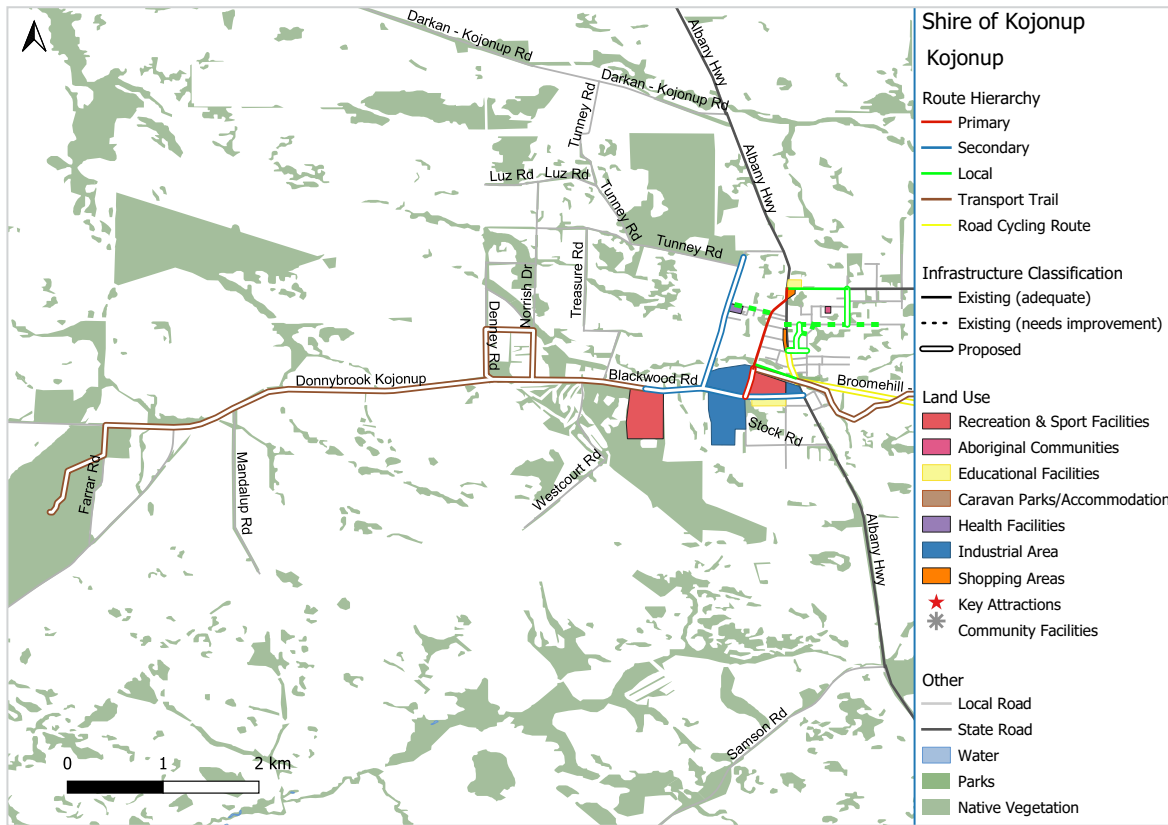 Darkan - Kojonup Rd
Albany Hwy
Darkan - Kojonup Rd
Tunney Rd
Albany Hwy
Luz Rd
Luz Rd
Tunney Rd
Tunney Rd
Treasure Rd
Norrish Dr
Denney Rd
Donnybrook Kojonup
Blackwood Rd
Broomehill -
Stock Rd
Westcourt Rd
Farrar Rd
Mandalup Rd
Albany Hwy
Samson Rd
0 1 2 km
Shire of Kojonup
Kojonup
Route Hierarchy
Primary
Secondary
Local
Transport Trail
Road Cycling Route
Infrastructure Classification
Existing (adequate)
Existing (needs improvement)
Proposed
Land Use
Recreation & Sport Facilities
Aboriginal Communities
Educational Facilities
Caravan Parks/Accommodation
Health Facilities
Industrial Area
Shopping Areas
Key Attractions
Community Facilities
Other
Local Road
State Road
Water
Parks
Native Vegetation